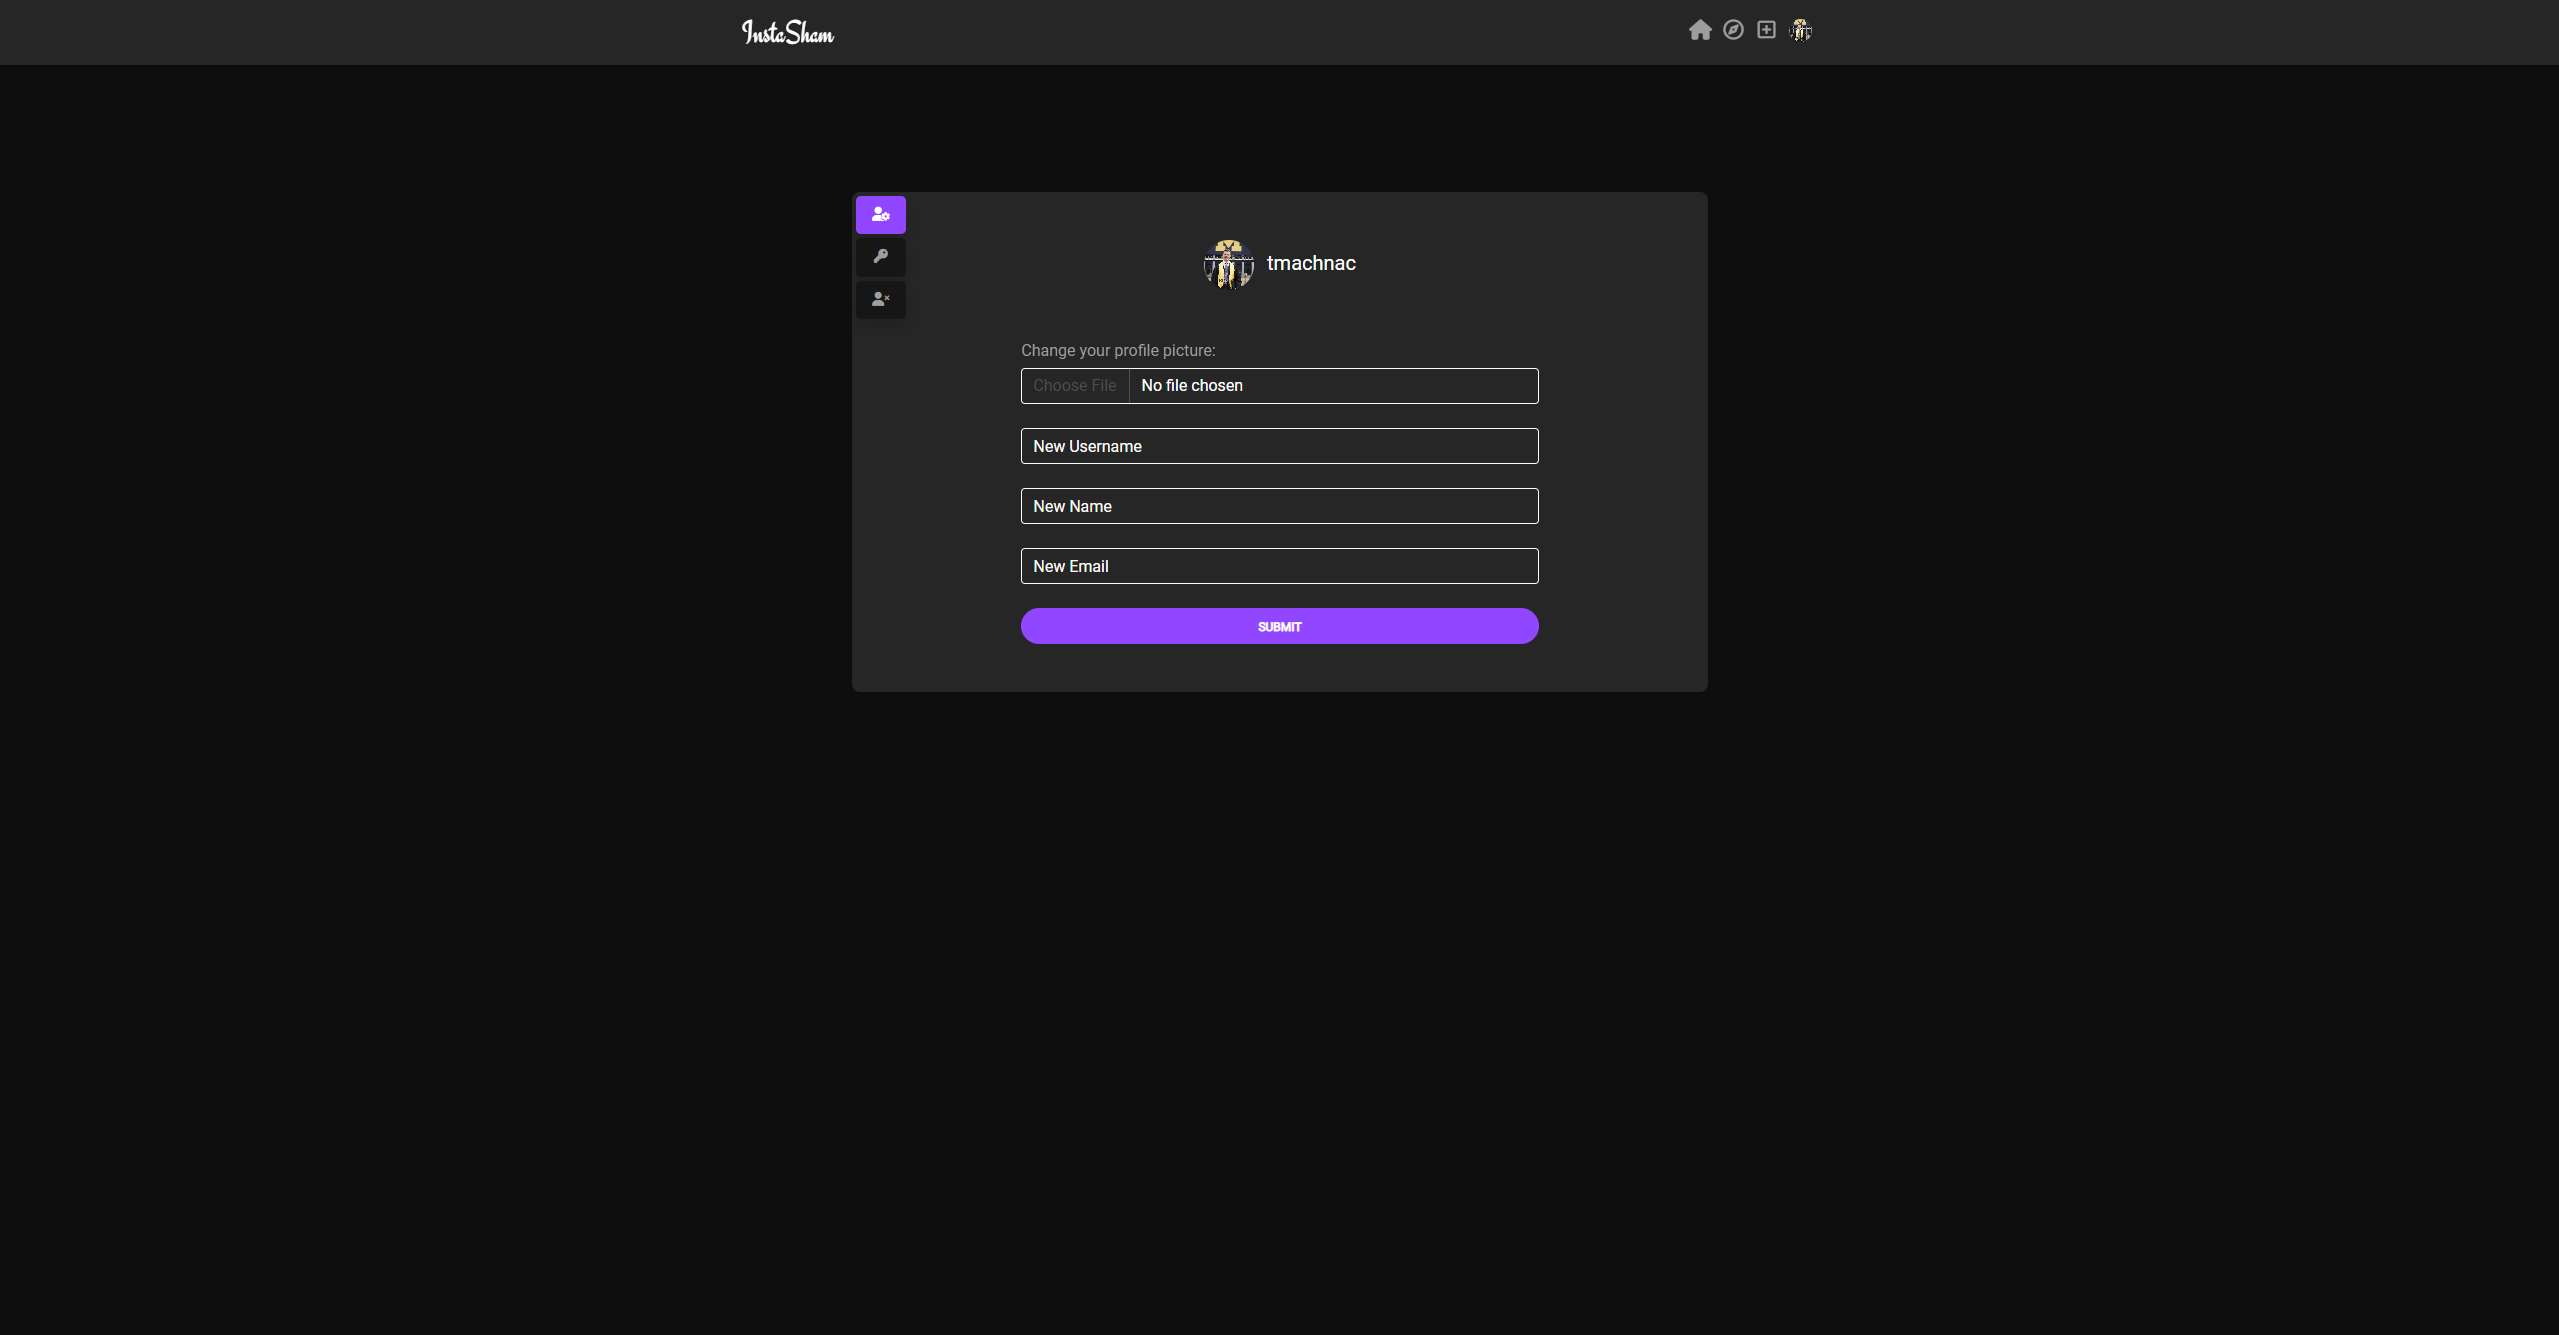 InstaSham
tmachnac
Change your profile picture:
Choose File No file chosen
New Username
New Name
New Email
SUBMIT